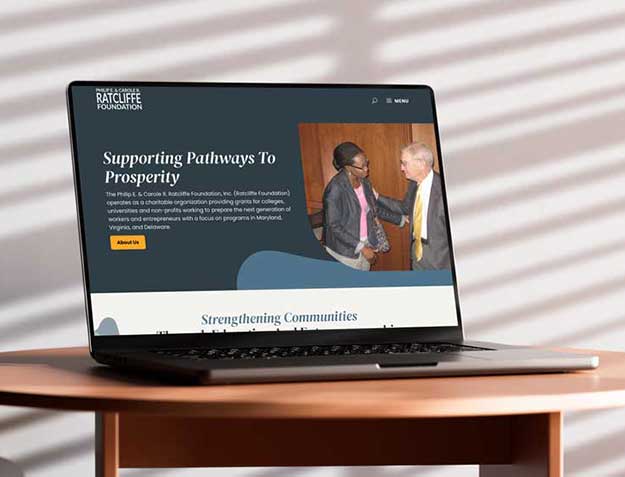 PHILIP E. & CAROLE R.
RATCLIFFE
FOUNDATION
MENU
Supporting Pathways To
Prosperity
The Philip E. & Carole R. Ratcliffe Foundation, Inc. (Ratcliffe Foundation)
operates as a charitable organization providing grants for colleges,
universities and non-profits working to prepare the next generation of
workers and entrepreneurs with a focus on programs in Maryland,
Virginia, and Delaware.
About Us
Strengthening Communities